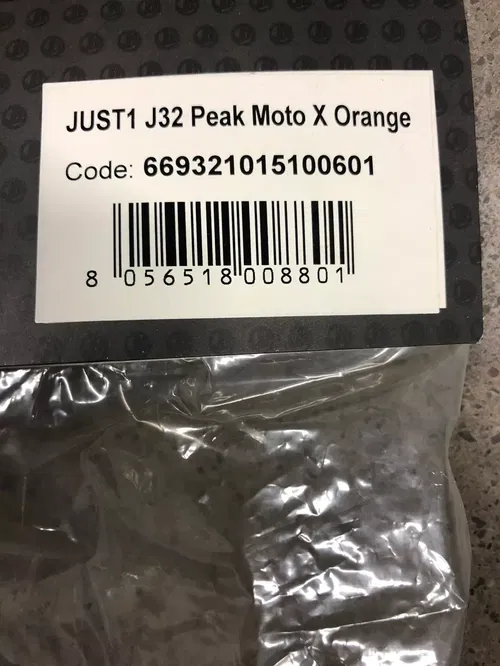 JUST1 J32 Peak Moto X Orange
Code: 669321015100601
8 056518 008801